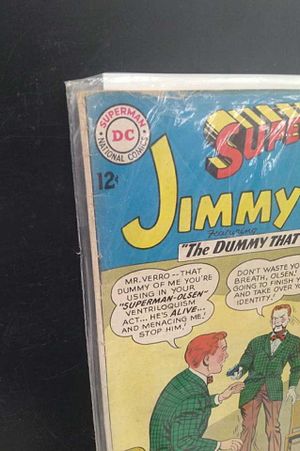 SUPERMAN
DC
NATIONAL COMICS
12¢
SUPE
JIMMY
Featuring
"The DUMMY THAT
MR. VERRO -- THAT
DUMMY OF ME YOU'RE
USING IN YOUR
"SUPERMAN-OLSEN"
VENTRILOQUISM
ACT... HE'S ALIVE...
AND MENACING ME!
STOP HIM!
DON'T WASTE YO
BREATH, OLSEN!
GOING TO FINISH Y
AND TAKE OVER YO
IDENTITY!